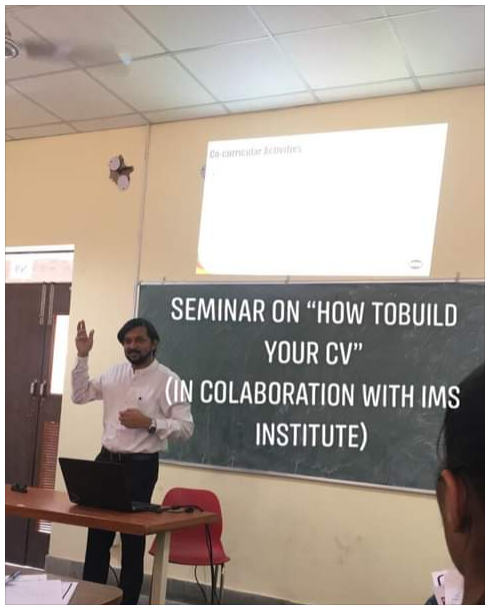 Co-curricular Activities
SEMINAR ON “HOW TOBUILD
YOUR CV”
(IN COLABORATION WITH IMS
INSTITUTE)